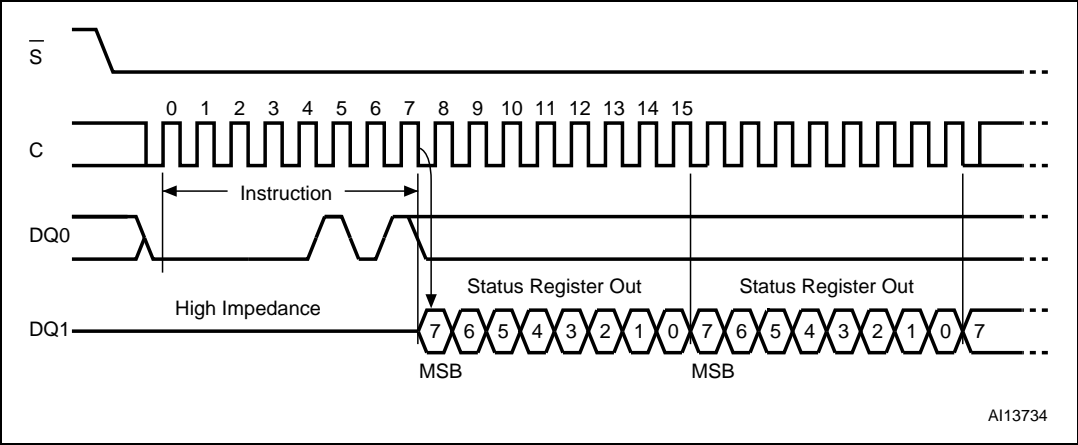 S
0 1 2 3 4 5 6 7 8 9 10 11 12 13 14 15
C
Instruction
DQ0
Status Register Out Status Register Out
High Impedance
DQ1 7 6 5 4 3 2 1 0 7 6 5 4 3 2 1 0 7
MSB MSB
AI13734